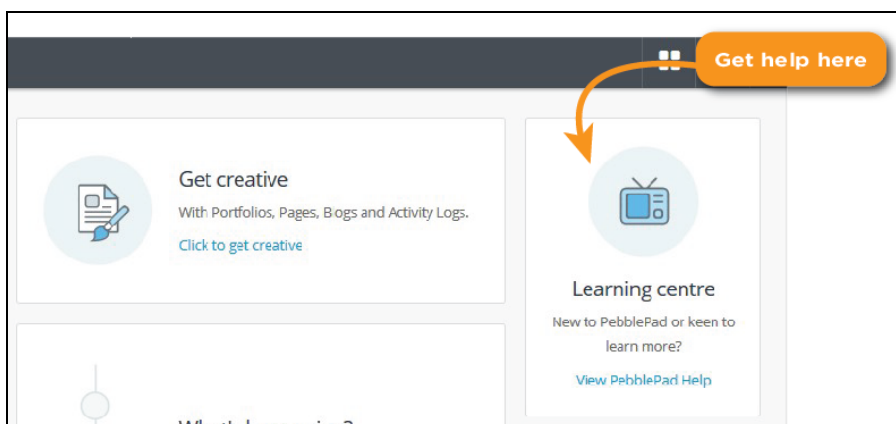 Get help here
Get creative
With Portfolios, Pages, Blogs and Activity Logs.
Click to get creative
Learning centre
New to PebblePad or keen to
learn more?
View PebblePad Help